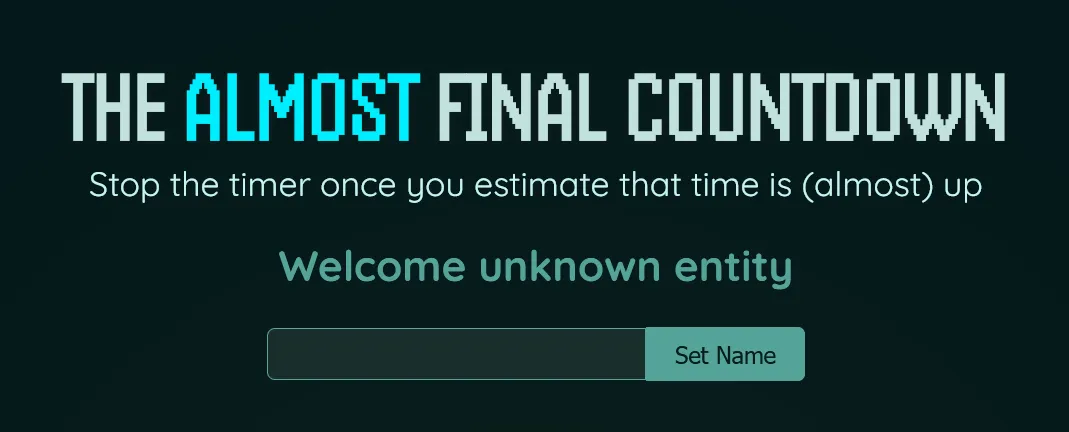 THE ALMOST FINAL COUNTDOWN
Stop the timer once you estimate that time is (almost) up
Welcome unknown entity
Set Name